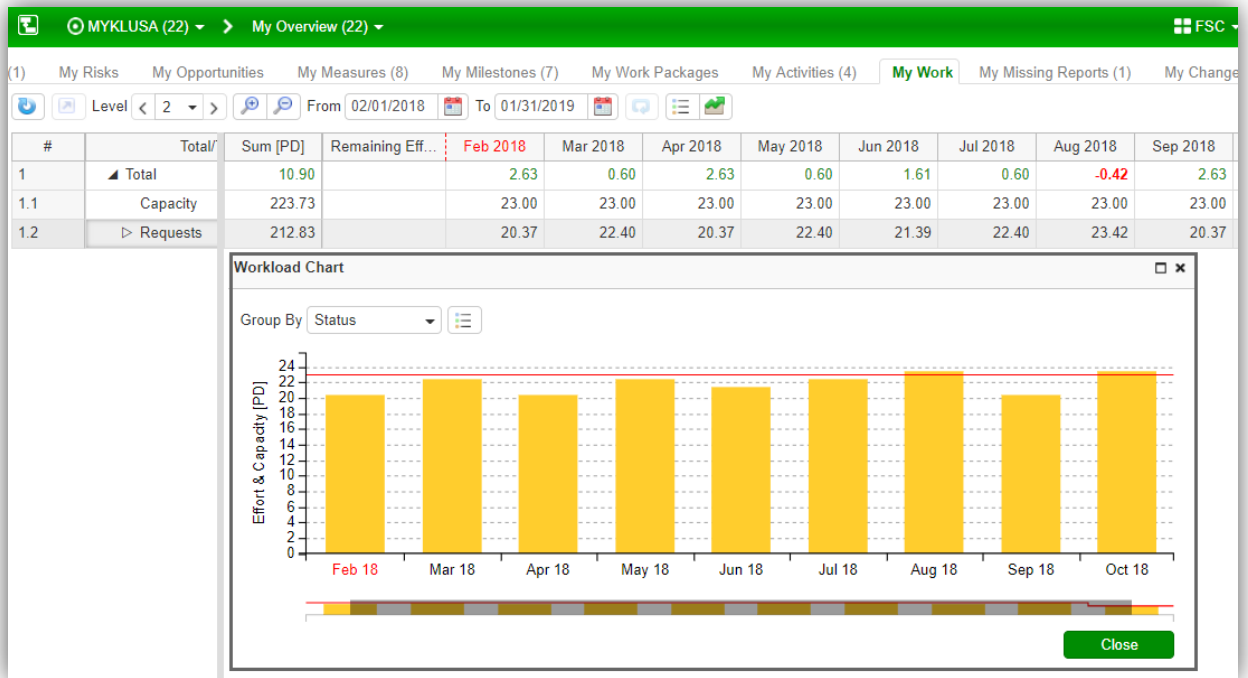 MYKLUSA (22) My Overview (22) FSC
(1) My Risks My Opportunities My Measures (8) My Milestones (7) My Work Packages My Activities (4) My Work My Missing Reports (1) My Change
Level 2 From 02/01/2018 To 01/31/2019
# Total/ Sum [PD] Remaining Eff... Feb 2018 Mar 2018 Apr 2018 May 2018 Jun 2018 Jul 2018 Aug 2018 Sep 2018
1 Total 10.90 2.63 0.60 2.63 0.60 1.61 0.60 -0.42 2.63
1.1 Capacity 223.73 23.00 23.00 23.00 23.00 23.00 23.00 23.00 23.00
1.2 Requests 212.83 20.37 22.40 20.37 22.40 21.39 22.40 23.42 20.37
Workload Chart
Group By Status
Effort & Capacity [PD]
24
22
20
18
16
14
12
10
8
6
4
2
0
Feb 18 Mar 18 Apr 18 May 18 Jun 18 Jul 18 Aug 18 Sep 18 Oct 18
Close